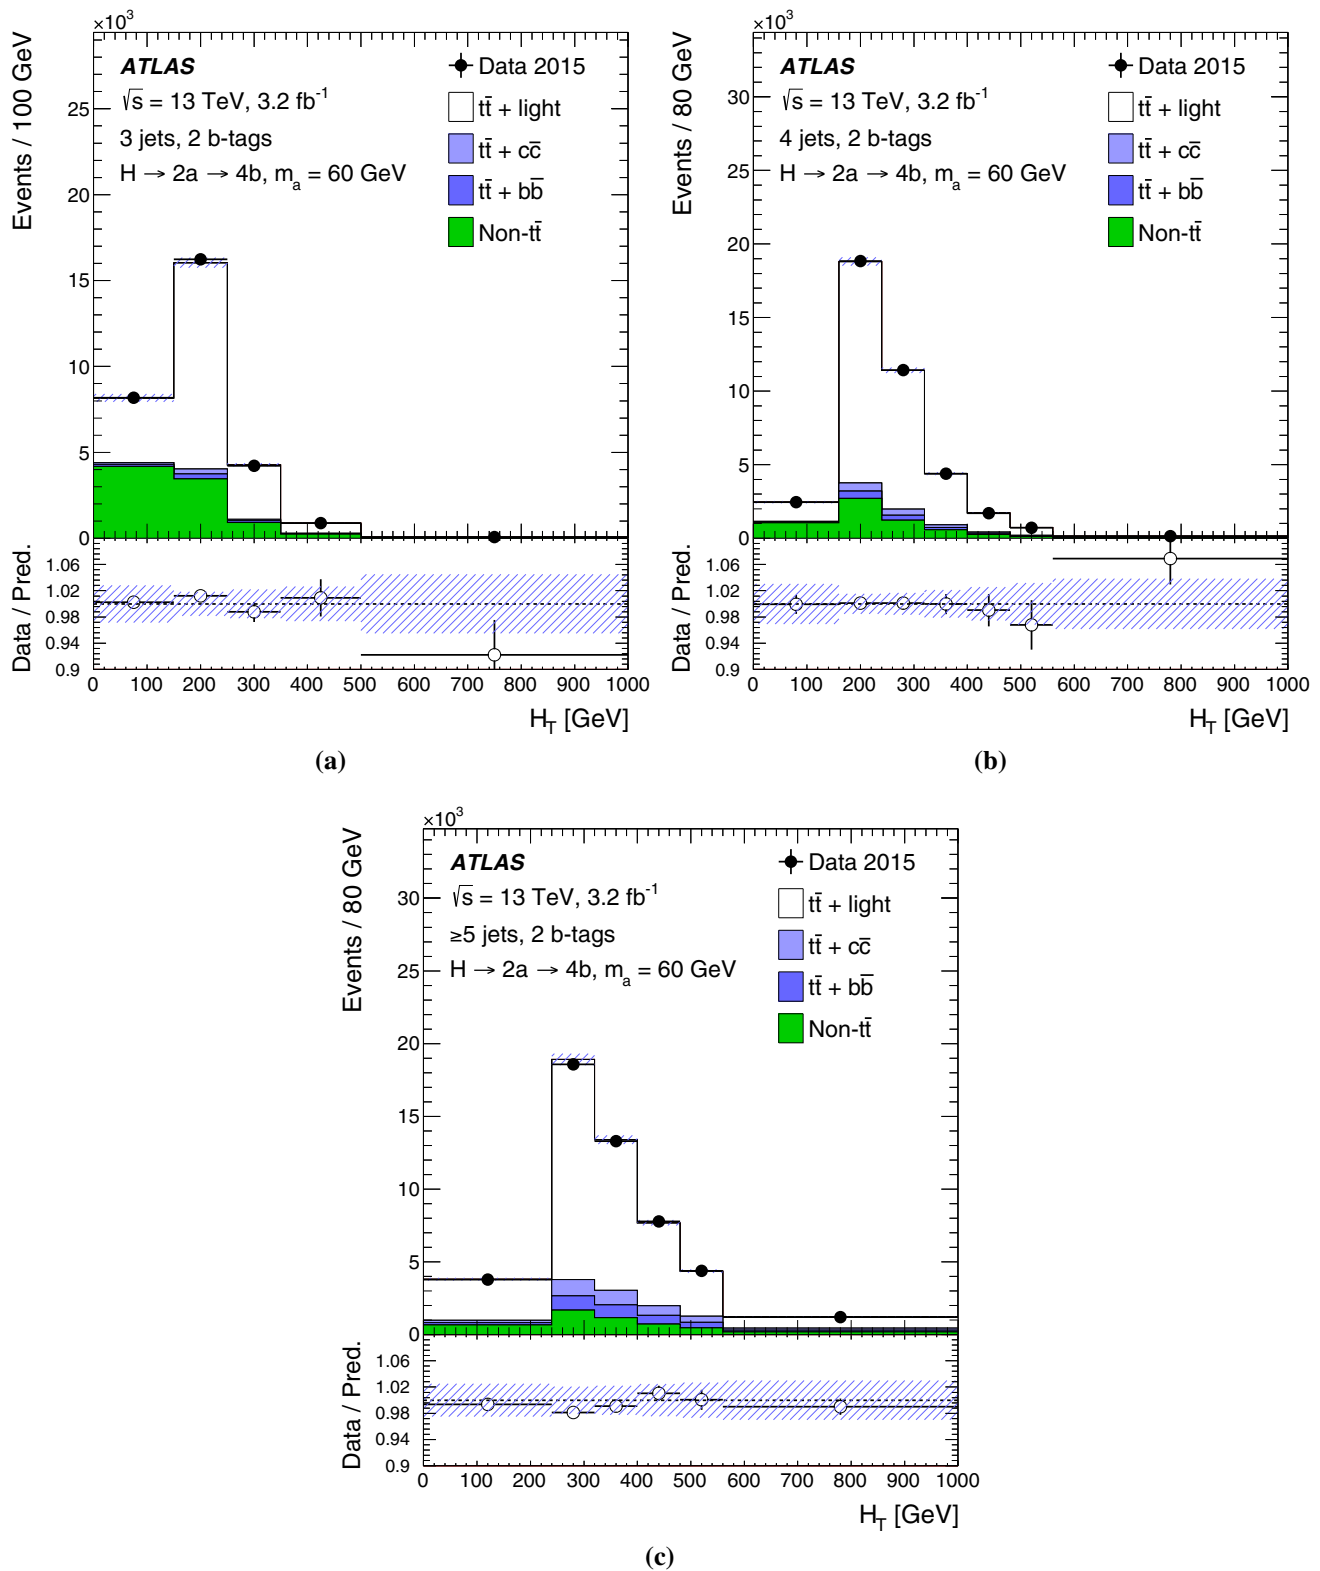 ×10³
Events / 100 GeV
ATLAS
√s = 13 TeV, 3.2 fb⁻¹
3 jets, 2 b-tags
H → 2a → 4b, mₐ = 60 GeV
Data 2015
tt̄ + light
tt̄ + cc̄
tt̄ + bb̄
Non-tt̄
25
20
15
10
5
0
Data / Pred.
1.06
1.02
0.98
0.94
0.9
0 100 200 300 400 500 600 700 800 900 1000
H_T [GeV]
(a)
×10³
Events / 80 GeV
ATLAS
√s = 13 TeV, 3.2 fb⁻¹
4 jets, 2 b-tags
H → 2a → 4b, mₐ = 60 GeV
Data 2015
tt̄ + light
tt̄ + cc̄
tt̄ + bb̄
Non-tt̄
30
25
20
15
10
5
0
Data / Pred.
1.06
1.02
0.98
0.94
0.9
0 100 200 300 400 500 600 700 800 900 1000
H_T [GeV]
(b)
×10³
Events / 80 GeV
ATLAS
√s = 13 TeV, 3.2 fb⁻¹
≥5 jets, 2 b-tags
H → 2a → 4b, mₐ = 60 GeV
Data 2015
tt̄ + light
tt̄ + cc̄
tt̄ + bb̄
Non-tt̄
30
25
20
15
10
5
0
Data / Pred.
1.06
1.02
0.98
0.94
0.9
0 100 200 300 400 500 600 700 800 900 1000
H_T [GeV]
(c)